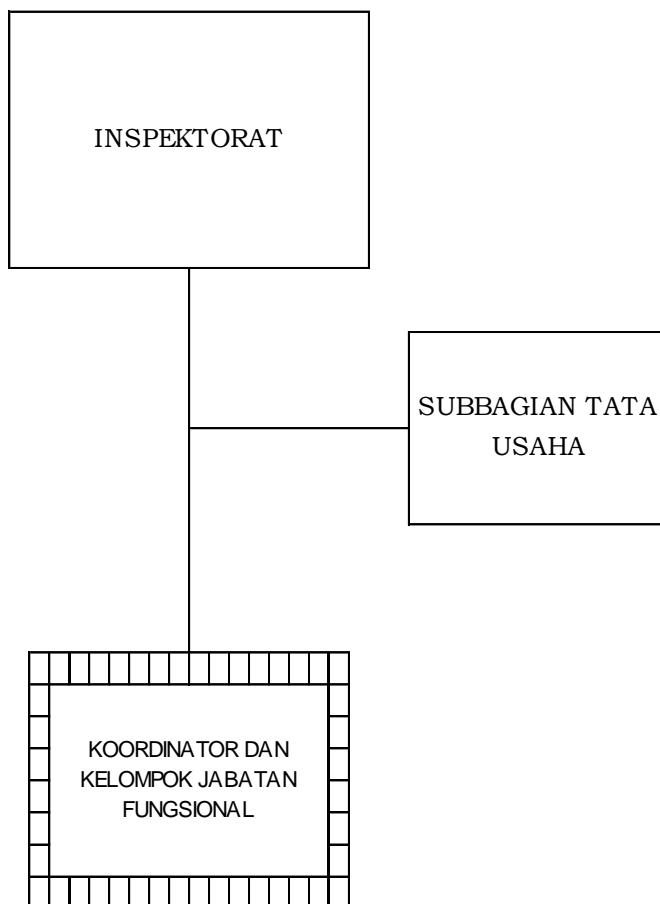 INSPEKTORAT
SUBBAGIAN TATA
USAHA
KOORDINATOR DAN
KELOMPOK JABATAN
FUNGSIONAL